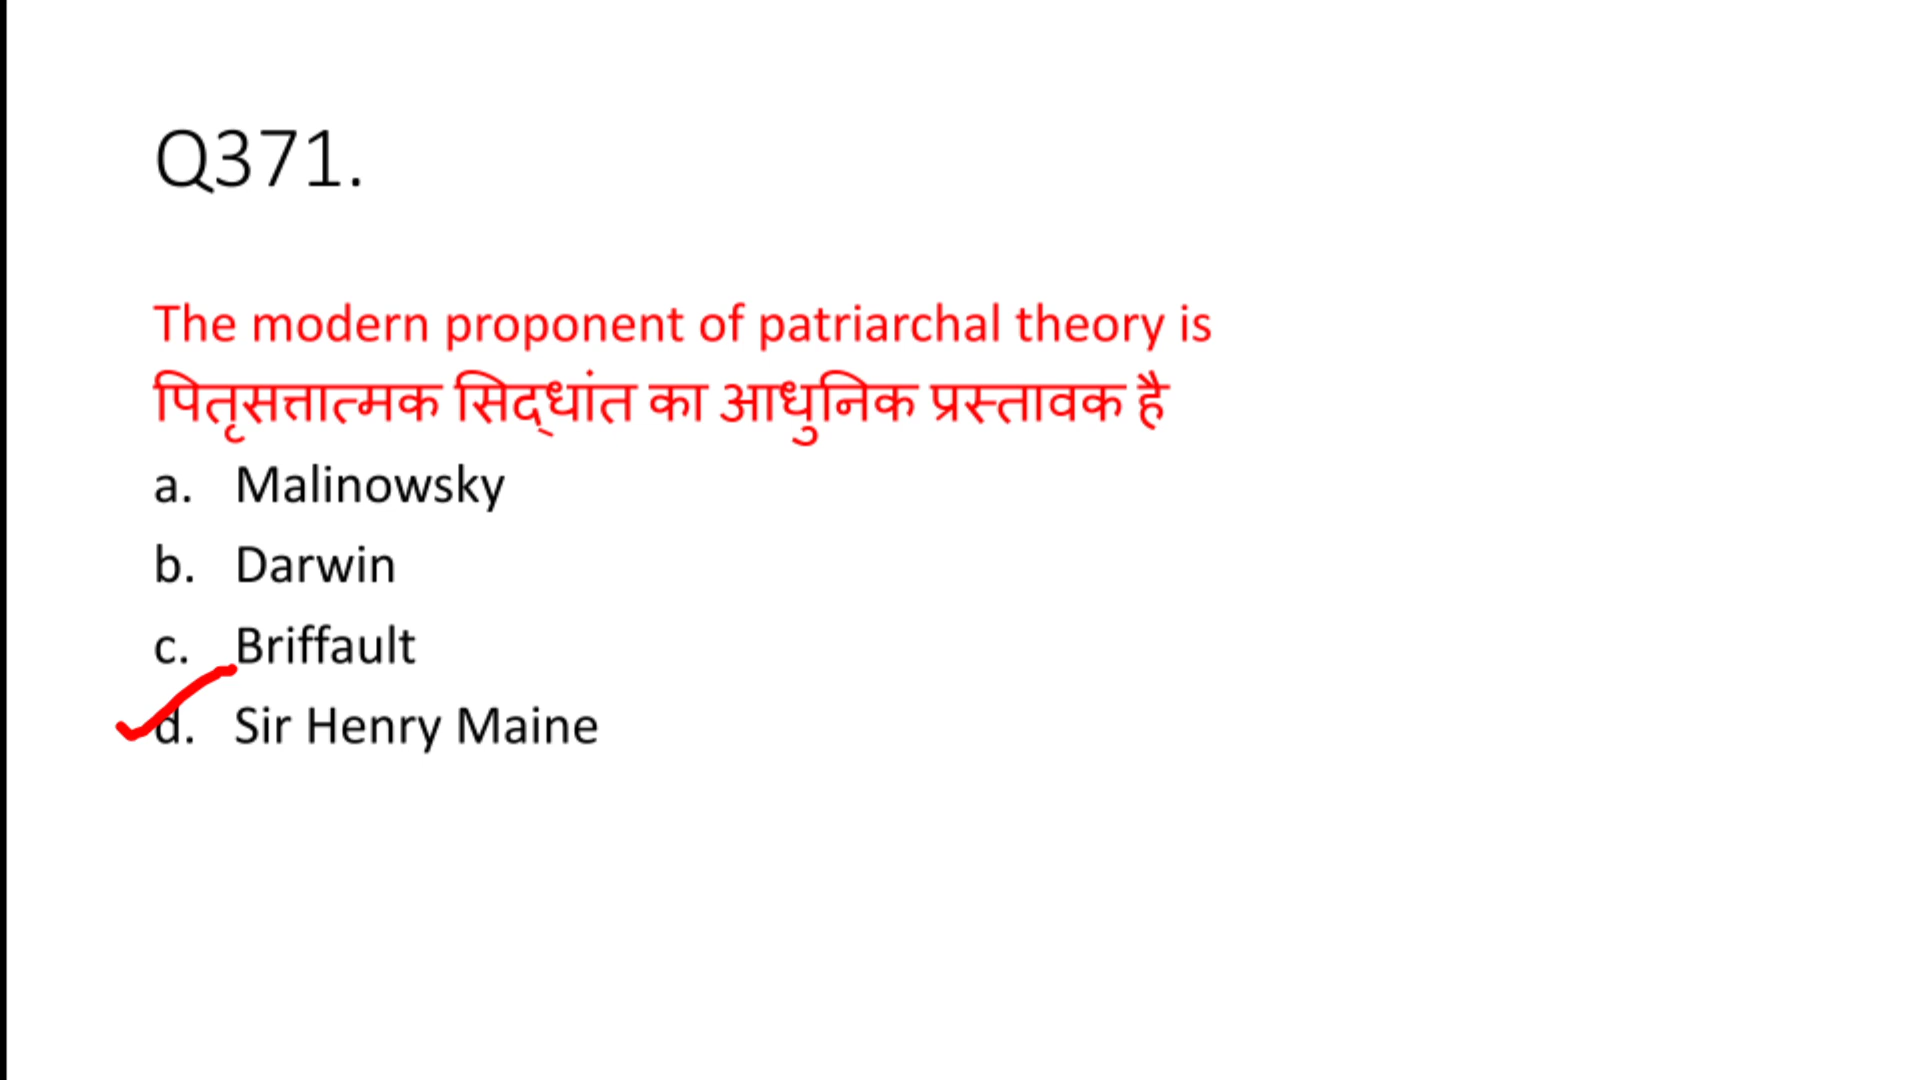 Q371.
The modern proponent of patriarchal theory is
पितृसत्तात्मक सिद्धांत का आधुनिक प्रस्तावक है
a. Malinowsky
b. Darwin
c. Briffault
d. Sir Henry Maine